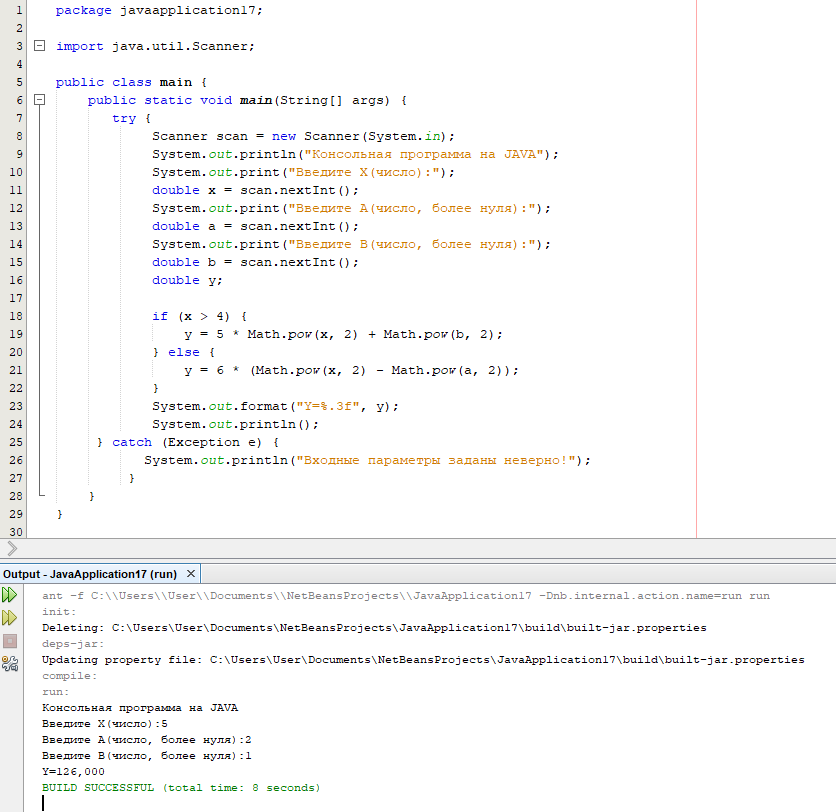 1 package javaapplication17;
2
3 import java.util.Scanner;
4
5 public class main {
6 public static void main(String[] args) {
7 try {
8 Scanner scan = new Scanner(System.in);
9 System.out.println("Консольная программа на JAVA");
10 System.out.print("Введите X(число):");
11 double x = scan.nextInt();
12 System.out.print("Введите A(число, более нуля):");
13 double a = scan.nextInt();
14 System.out.print("Введите B(число, более нуля):");
15 double b = scan.nextInt();
16 double y;
17
18 if (x > 4) {
19 y = 5 * Math.pow(x, 2) + Math.pow(b, 2);
20 } else {
21 y = 6 * (Math.pow(x, 2) - Math.pow(a, 2));
22 }
23 System.out.format("Y=%.3f", y);
24 System.out.println();
25 } catch (Exception e) {
26 System.out.println("Входные параметры заданы неверно!");
27 }
28 }
29 }
30
Output - JavaApplication17 (run)
ant -f C:\\Users\\User\\Documents\\NetBeansProjects\\JavaApplication17 -Dnb.internal.action.name=run run
init:
Deleting: C:\Users\User\Documents\NetBeansProjects\JavaApplication17\build\built-jar.properties
deps-jar:
Updating property file: C:\Users\User\Documents\NetBeansProjects\JavaApplication17\build\built-jar.properties
compile:
run:
Консольная программа на JAVA
Введите X(число):5
Введите A(число, более нуля):2
Введите B(число, более нуля):1
Y=126,000
BUILD SUCCESSFUL (total time: 8 seconds)